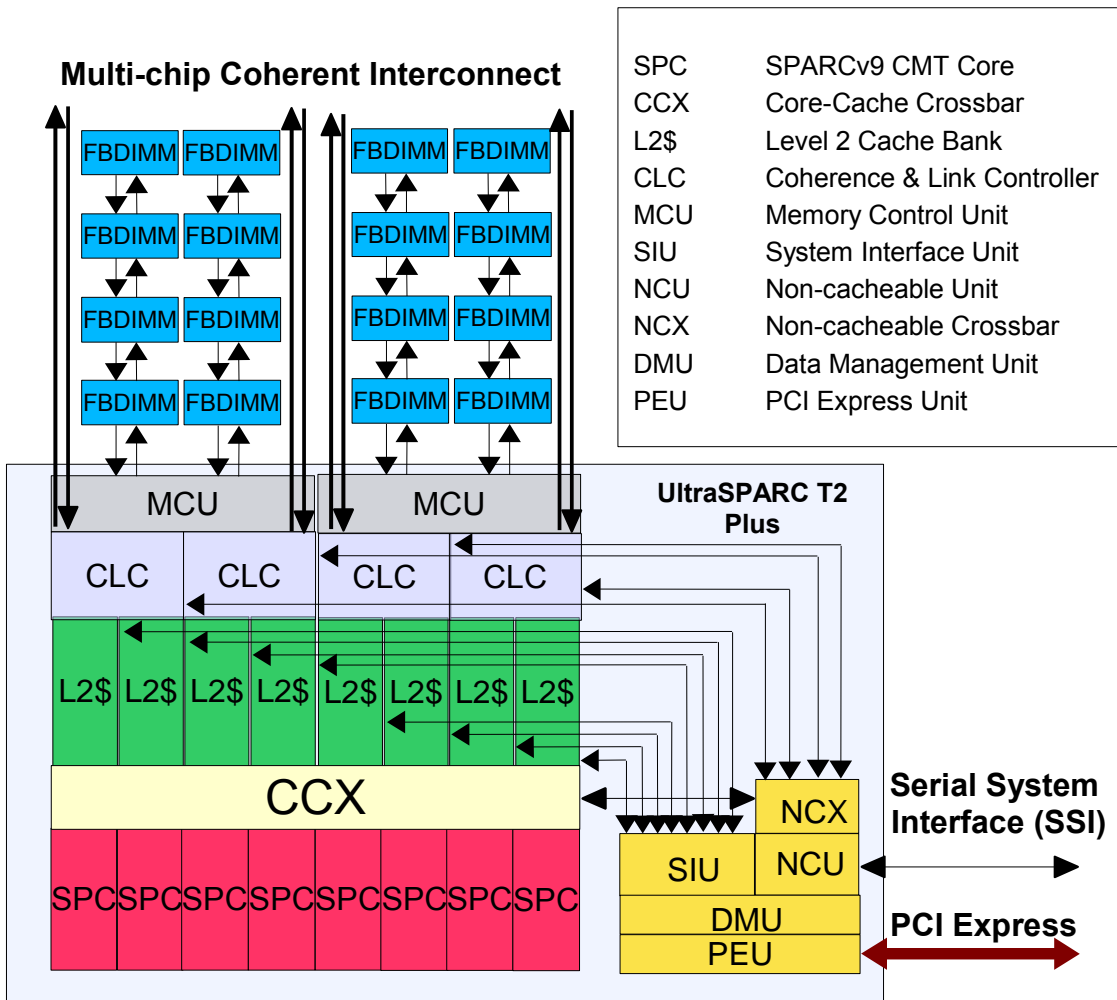 Multi-chip Coherent Interconnect
SPC SPARCv9 CMT Core
CCX Core-Cache Crossbar
L2$ Level 2 Cache Bank
CLC Coherence & Link Controller
MCU Memory Control Unit
SIU System Interface Unit
NCU Non-cacheable Unit
NCX Non-cacheable Crossbar
DMU Data Management Unit
PEU PCI Express Unit
FBDIMM FBDIMM FBDIMM FBDIMM
FBDIMM FBDIMM FBDIMM FBDIMM
FBDIMM FBDIMM FBDIMM FBDIMM
FBDIMM FBDIMM FBDIMM FBDIMM
MCU MCU
UltraSPARC T2
Plus
CLC CLC CLC CLC
L2$ L2$ L2$ L2$ L2$ L2$ L2$ L2$
CCX
SPC SPC SPC SPC SPC SPC SPC SPC
NCX
SIU NCU
DMU
PEU
Serial System
Interface (SSI)
PCI Express